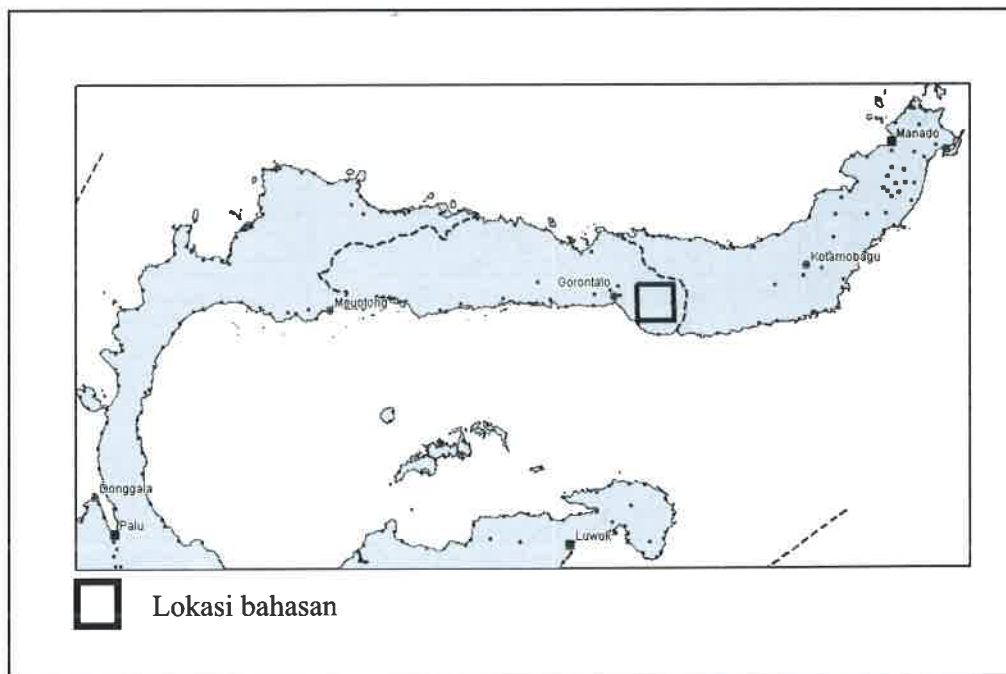 Manado
Kotamobagu
Gorontalo
Moutong
Donggala
Palu
Luwuk
Lokasi bahasan